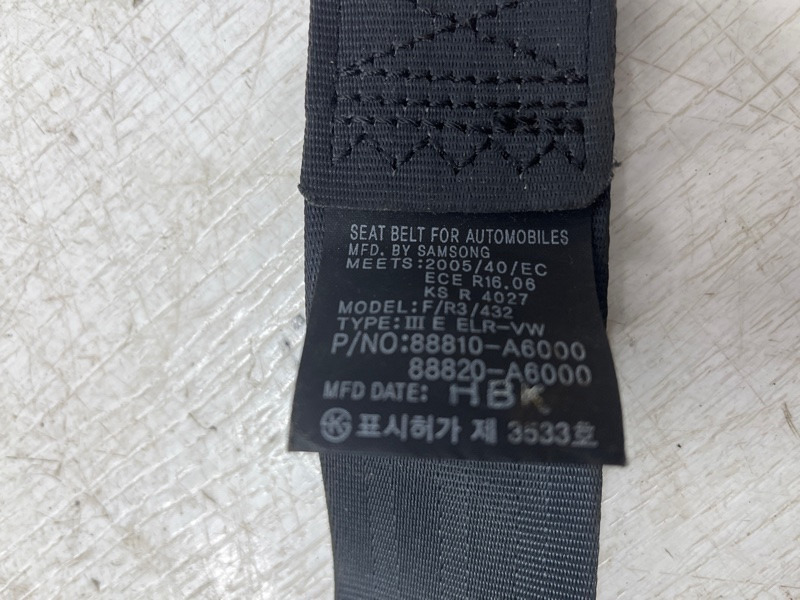 SEAT BELT FOR AUTOMOBILES
MFD. BY SAMSONG
MEETS:2005/40/EC
ECE R16.06
KS R 4027
MODEL:F/R3/432
TYPE:III E ELR-VW
P/NO:88810-A6000
88820-A6000
MFD DATE: HBK
표시허가 제 3533호